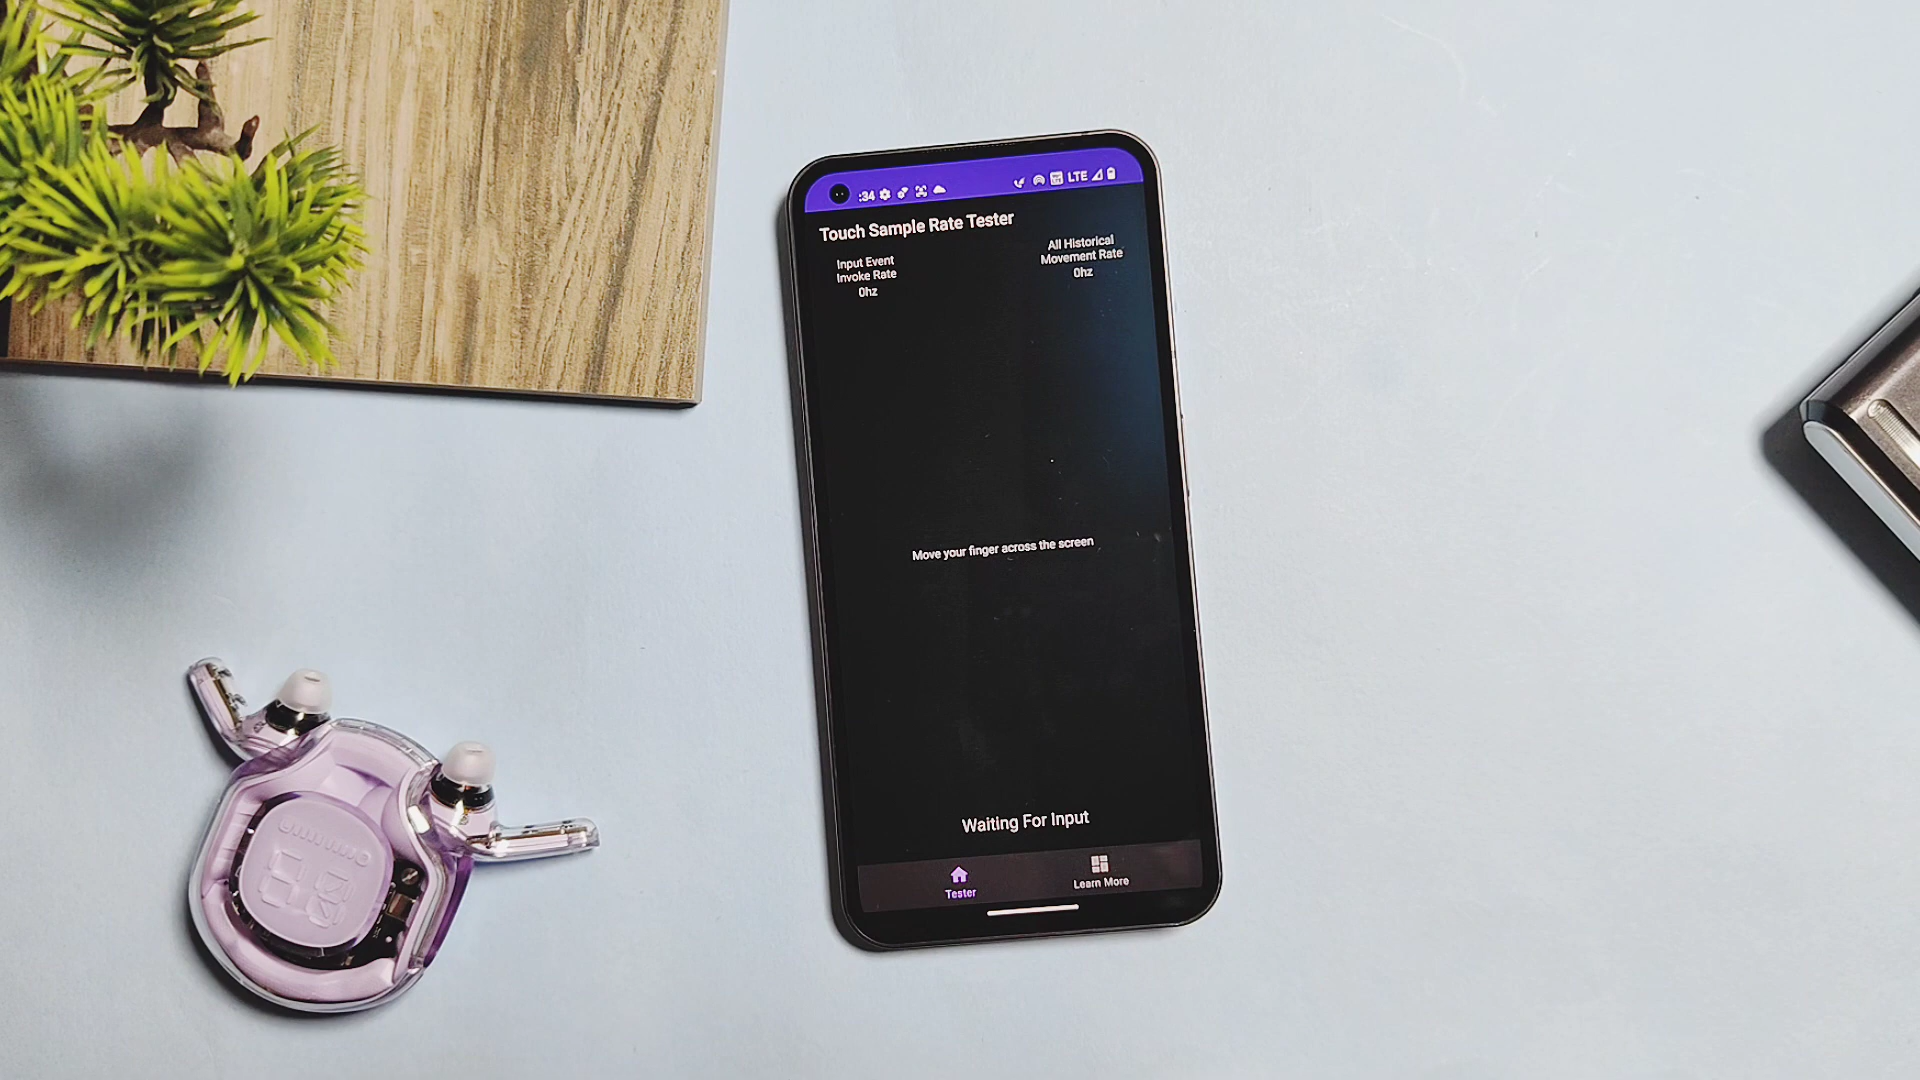 :34 LTE
Touch Sample Rate Tester
Input Event
Invoke Rate
0hz
All Historical
Movement Rate
0hz
Move your finger across the screen
Waiting For Input
Tester
Learn More